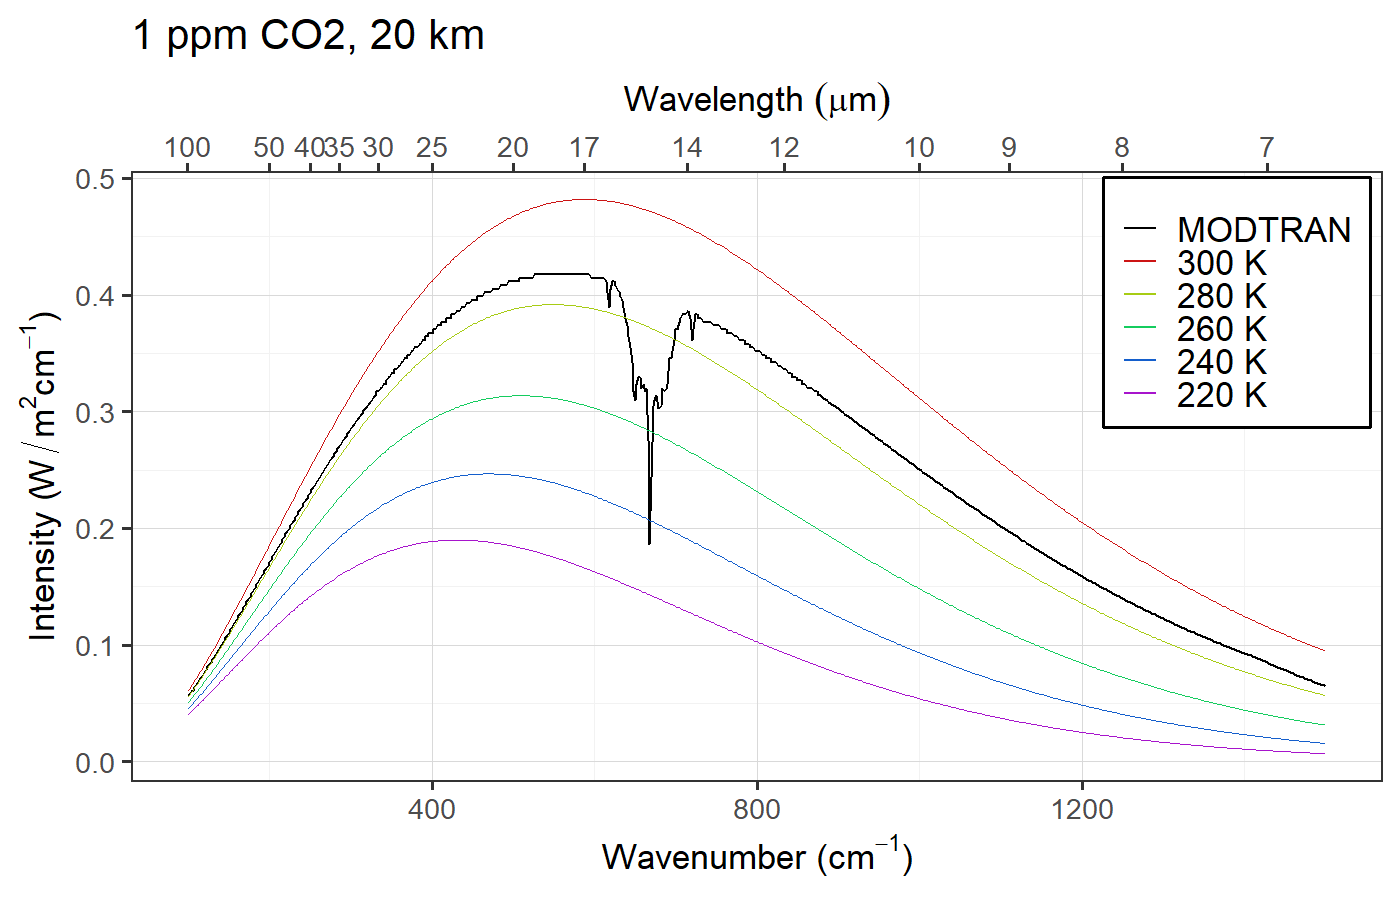 1 ppm CO2, 20 km
Wavelength (μm)
100 50 40 35 30 25 20 17 14 12 10 9 8 7
0.5
0.4
0.3
0.2
0.1
0.0
Intensity (W / m²cm⁻¹)
MODTRAN
300 K
280 K
260 K
240 K
220 K
400 800 1200
Wavenumber (cm⁻¹)